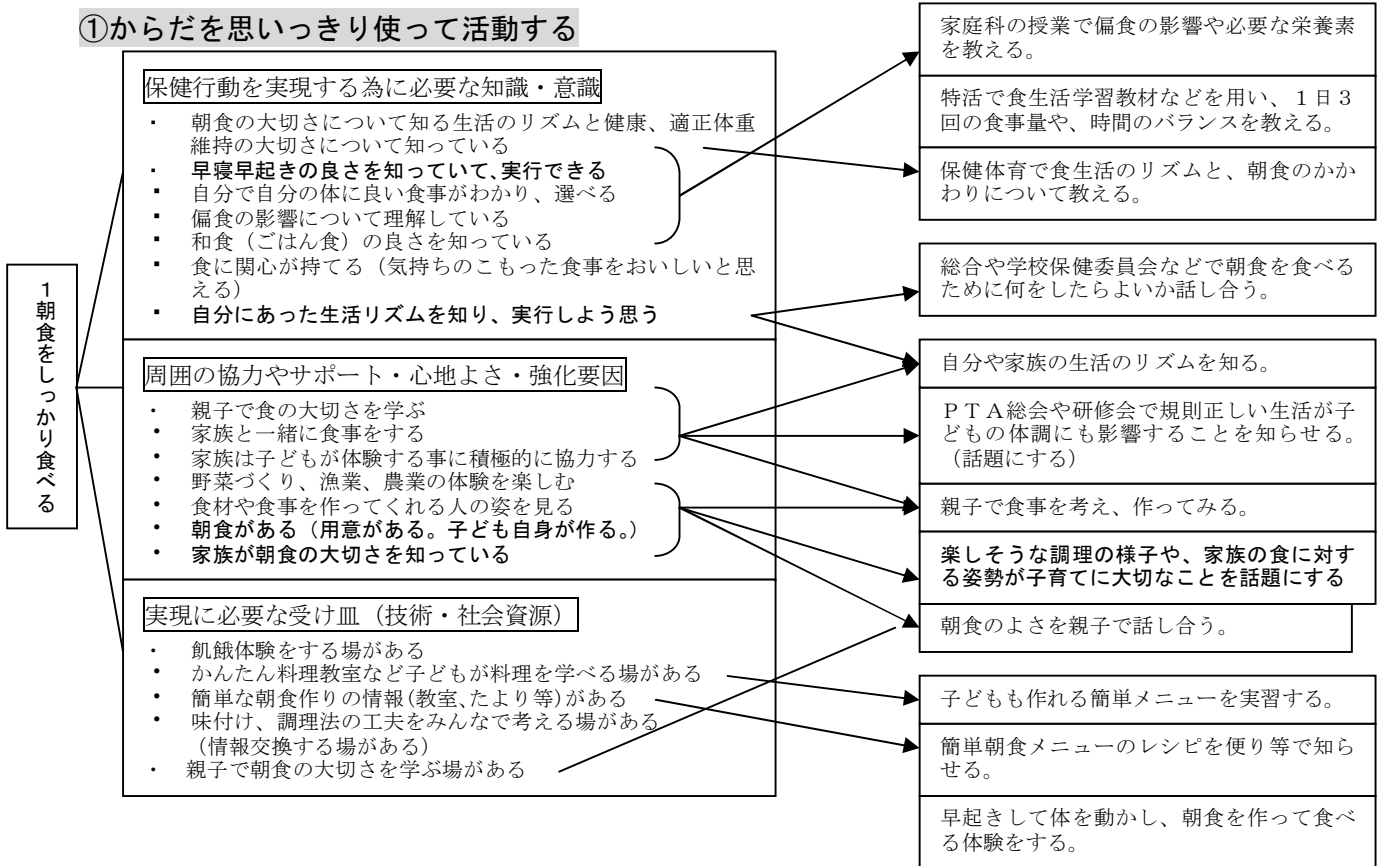 ①からだを思いっきり使って活動する
1朝食をしっかり食べる
保健行動を実現する為に必要な知識・意識
・ 朝食の大切さについて知る生活のリズムと健康、適正体重
維持の大切さについて知っている
・ 早寝早起きの良さを知っていて、実行できる
・ 自分で自分の体に良い食事がわかり、選べる
・ 偏食の影響について理解している
・ 和食（ごはん食）の良さを知っている
・ 食に関心が持てる（気持ちのこもった食事をおいしいと思
える）
・ 自分にあった生活リズムを知り、実行しよう思う
周囲の協力やサポート・心地よさ・強化要因
・ 親子で食の大切さを学ぶ
・ 家族と一緒に食事をする
・ 家族は子どもが体験する事に積極的に協力する
・ 野菜づくり、漁業、農業の体験を楽しむ
・ 食材や食事を作ってくれる人の姿を見る
・ 朝食がある（用意がある。子ども自身が作る。）
・ 家族が朝食の大切さを知っている
実現に必要な受け皿（技術・社会資源）
・ 飢餓体験をする場がある
・ かんたん料理教室など子どもが料理を学べる場がある
・ 簡単な朝食作りの情報(教室、たより等)がある
・ 味付け、調理法の工夫をみんなで考える場がある
（情報交換する場がある）
・ 親子で朝食の大切さを学ぶ場がある
家庭科の授業で偏食の影響や必要な栄養素
を教える。
特活で食生活学習教材などを用い、１日３
回の食事量や、時間のバランスを教える。
保健体育で食生活のリズムと、朝食のかか
わりについて教える。
総合や学校保健委員会などで朝食を食べる
ために何をしたらよいか話し合う。
自分や家族の生活のリズムを知る。
ＰＴＡ総会や研修会で規則正しい生活が子
どもの体調にも影響することを知らせる。
（話題にする）
親子で食事を考え、作ってみる。
楽しそうな調理の様子や、家族の食に対す
る姿勢が子育てに大切なことを話題にする
朝食のよさを親子で話し合う。
子どもも作れる簡単メニューを実習する。
簡単朝食メニューのレシピを便り等で知ら
せる。
早起きして体を動かし、朝食を作って食べ
る体験をする。